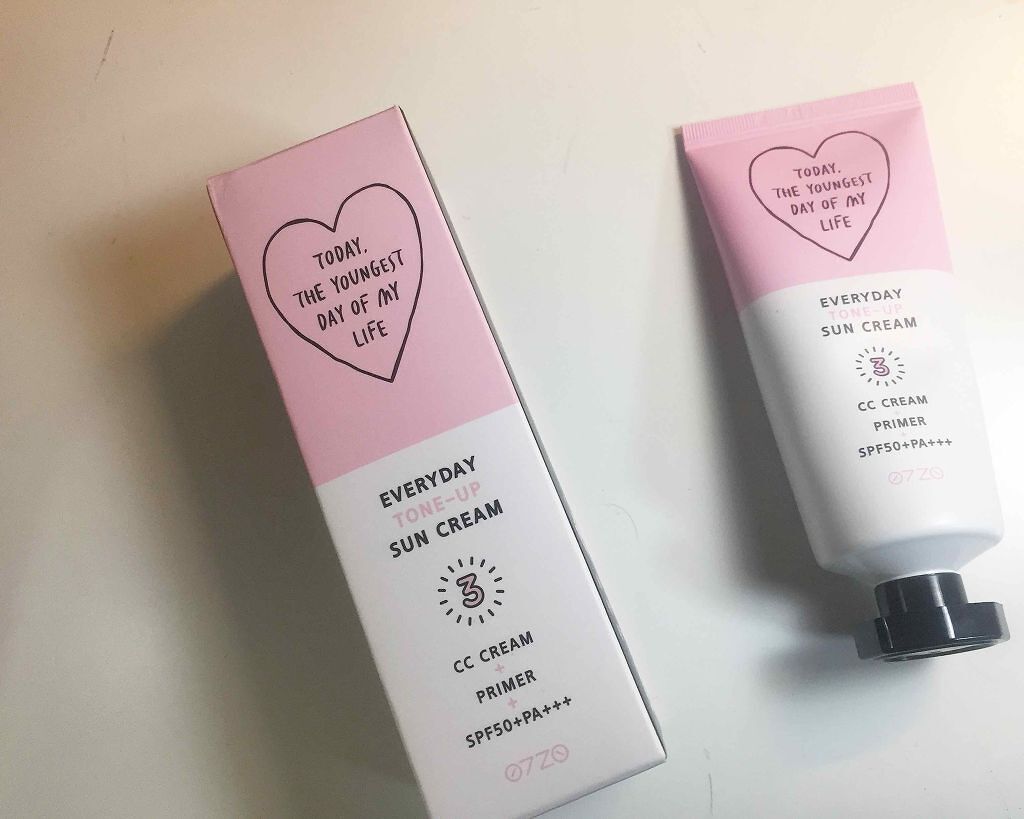 TODAY.
THE YOUNGEST
DAY OF MY
LIFE
EVERYDAY
TONE-UP
SUN CREAM
3
CC CREAM
+
PRIMER
+
SPF50+PA+++
07ZO
TODAY.
THE YOUNGEST
DAY OF MY
LIFE
EVERYDAY
TONE-UP
SUN CREAM
3
CC CREAM
+
PRIMER
+
SPF50+PA+++
07ZO